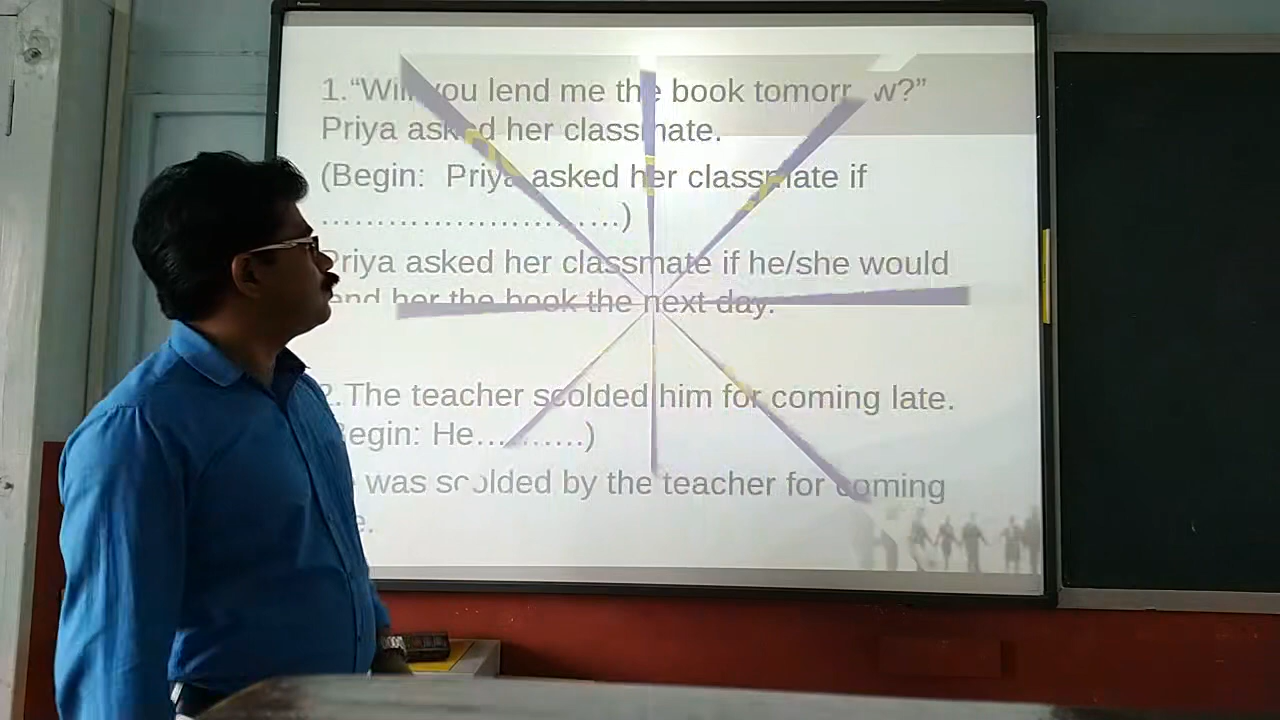 1.“Will you lend me the book tomorrow?”
Priya asked her classmate.
(Begin: Priya asked her classmate if
……………………….)
Priya asked her classmate if he/she would
lend her the book the next day.
2.The teacher scolded him for coming late.
(Begin: He……….)
was scolded by the teacher for coming